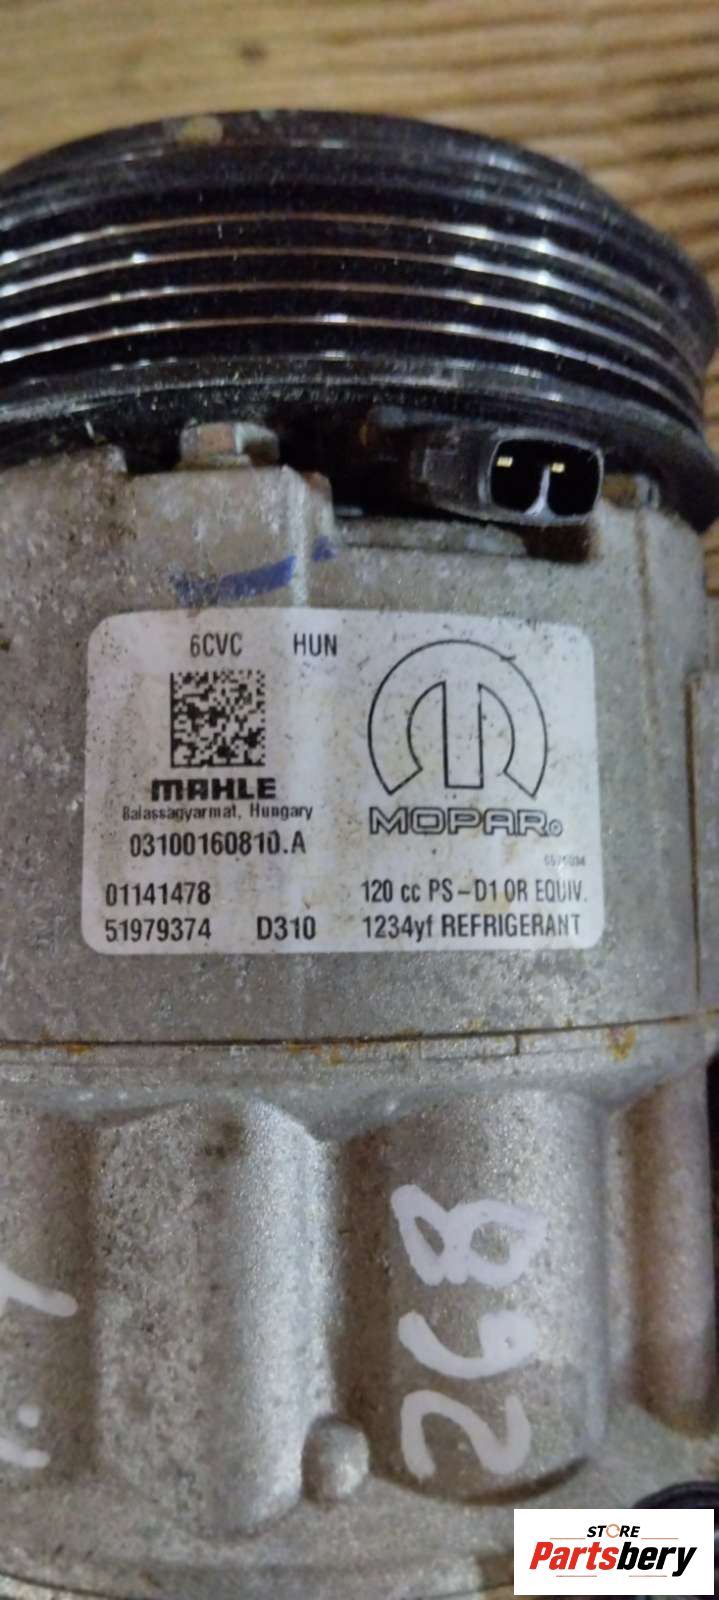 6CVC HUN
MAHLE
Balassagyarmat, Hungary
03100160810.A
MOPAR®
01141478 120 cc PS-D1 OR EQUIV.
51979374 D310 1234yf REFRIGERANT
268
STORE
Partsbery